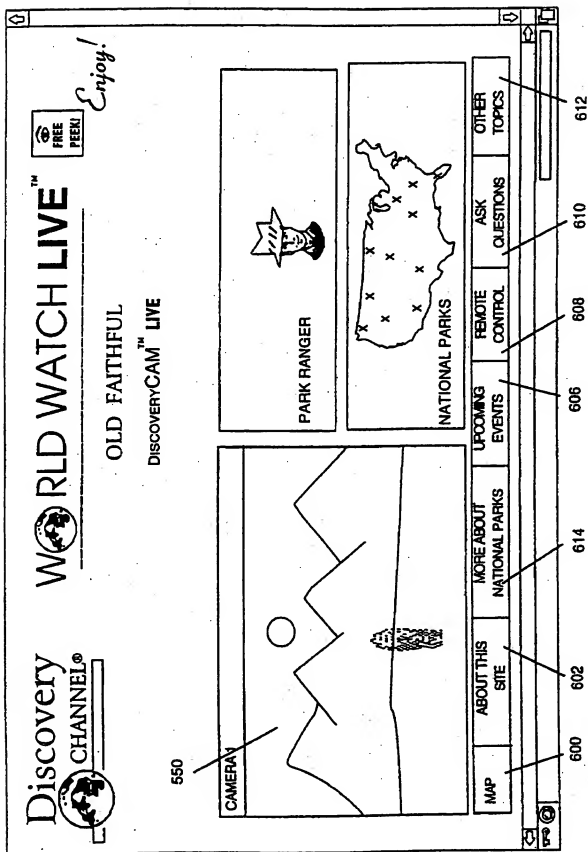 Discovery
CHANNEL®
WORLD WATCH LIVE™
FREE
PEEK!
Enjoy!
OLD FAITHFUL
DISCOVERYCAM™ LIVE
550
CAMERA 1
PARK RANGER
NATIONAL PARKS
X X X X X X X X X X X
MAP
ABOUT THIS
SITE
MORE ABOUT
NATIONAL PARKS
UPCOMING
EVENTS
REMOTE
CONTROL
ASK
QUESTIONS
OTHER
TOPICS
600
602
614
606
608
610
612